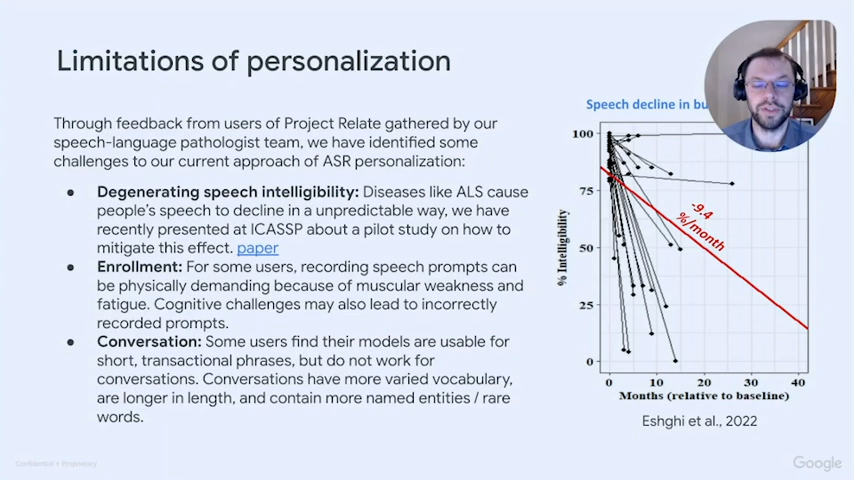 Limitations of personalization
Through feedback from users of Project Relate gathered by our
speech-language pathologist team, we have identified some
challenges to our current approach of ASR personalization:
● Degenerating speech intelligibility: Diseases like ALS cause
people's speech to decline in a unpredictable way, we have
recently presented at ICASSP about a pilot study on how to
mitigate this effect. paper
● Enrollment: For some users, recording speech prompts can
be physically demanding because of muscular weakness and
fatigue. Cognitive challenges may also lead to incorrectly
recorded prompts.
● Conversation: Some users find their models are usable for
short, transactional phrases, but do not work for
conversations. Conversations have more varied vocabulary,
are longer in length, and contain more named entities / rare
words.
Speech decline in
100
75
50
25
0
% Intelligibility
-9.4
%/month
0 10 20 30 40
Months (relative to baseline)
Eshghi et al., 2022
Confidential + Proprietary
Google